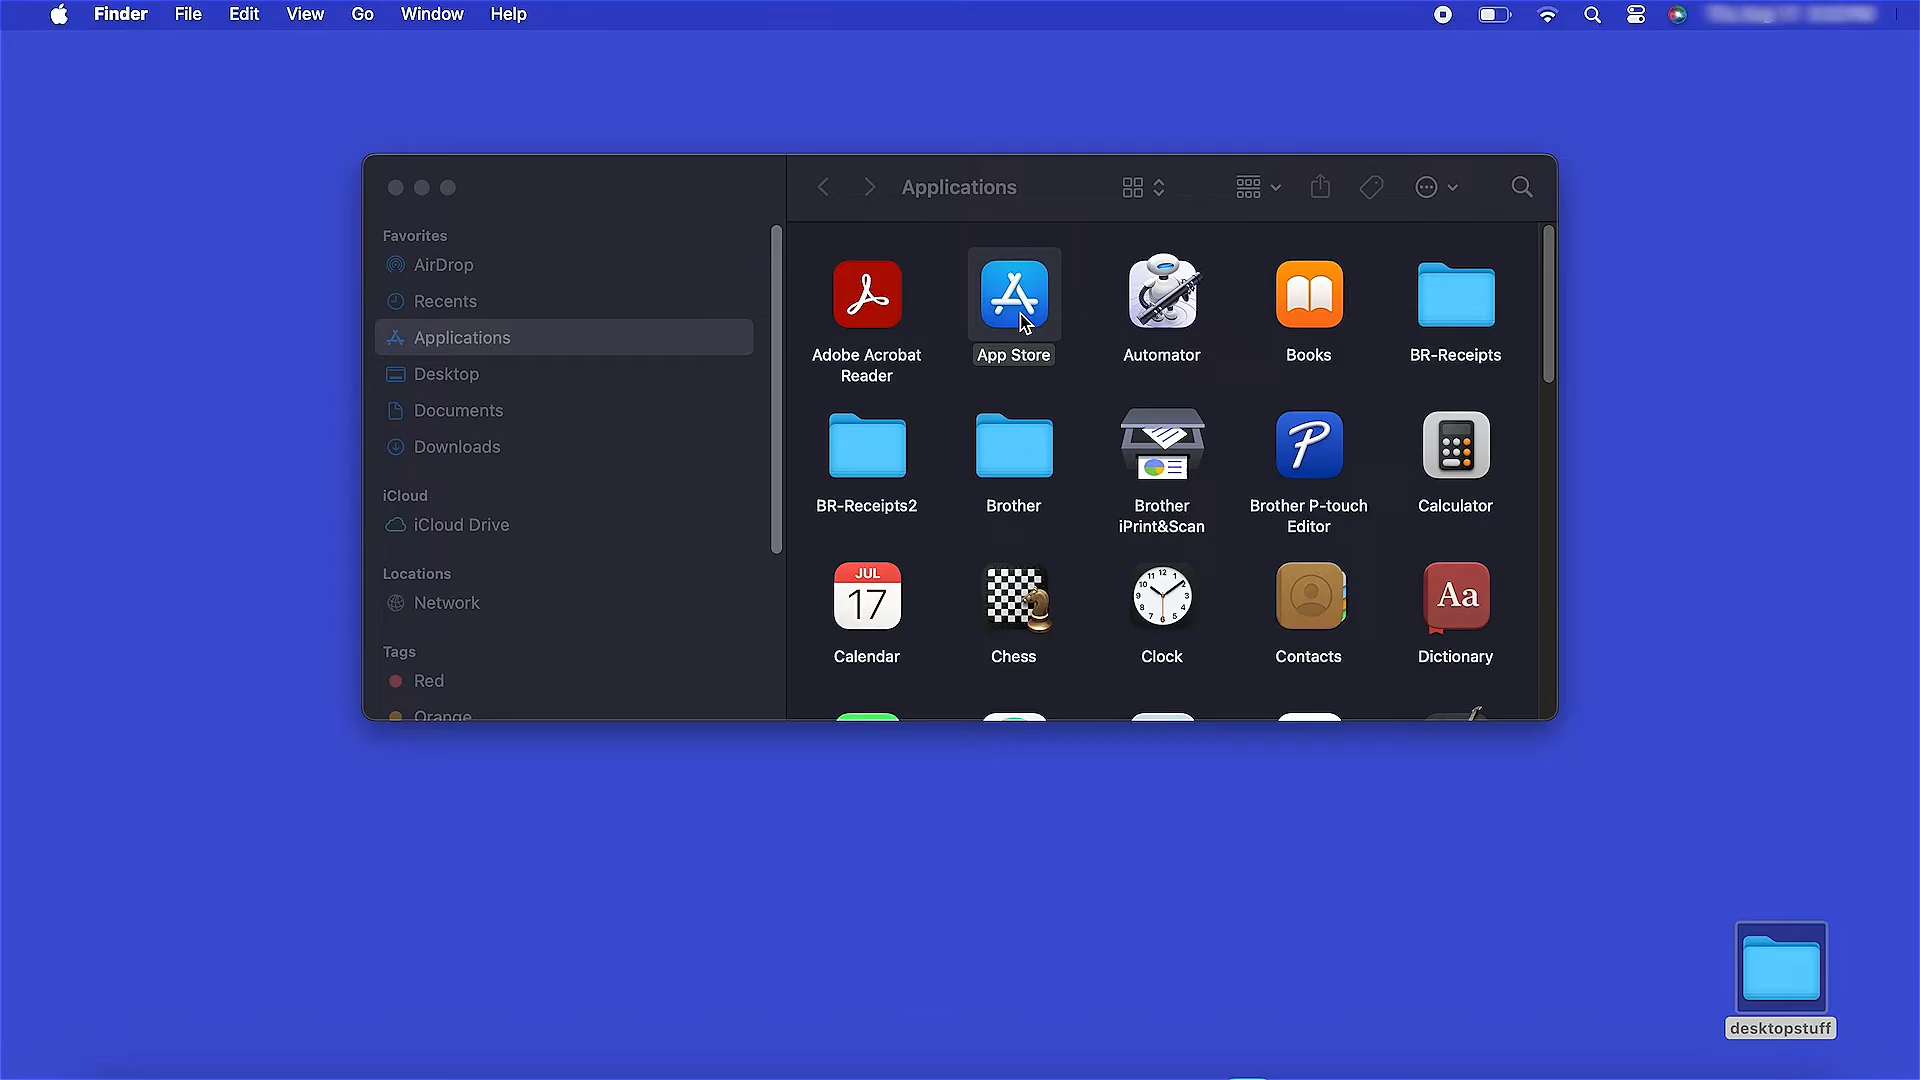 Finder File Edit View Go Window Help
Applications
Favorites
AirDrop
Recents
Applications
Desktop
Documents
Downloads
iCloud
iCloud Drive
Locations
Network
Tags
Red
Orange
Adobe Acrobat
Reader
App Store
Automator
Books
BR-Receipts
BR-Receipts2
Brother
Brother
iPrint&Scan
Brother P-touch
Editor
Calculator
JUL
17
Calendar
Chess
Clock
Contacts
Aa
Dictionary
desktopstuff